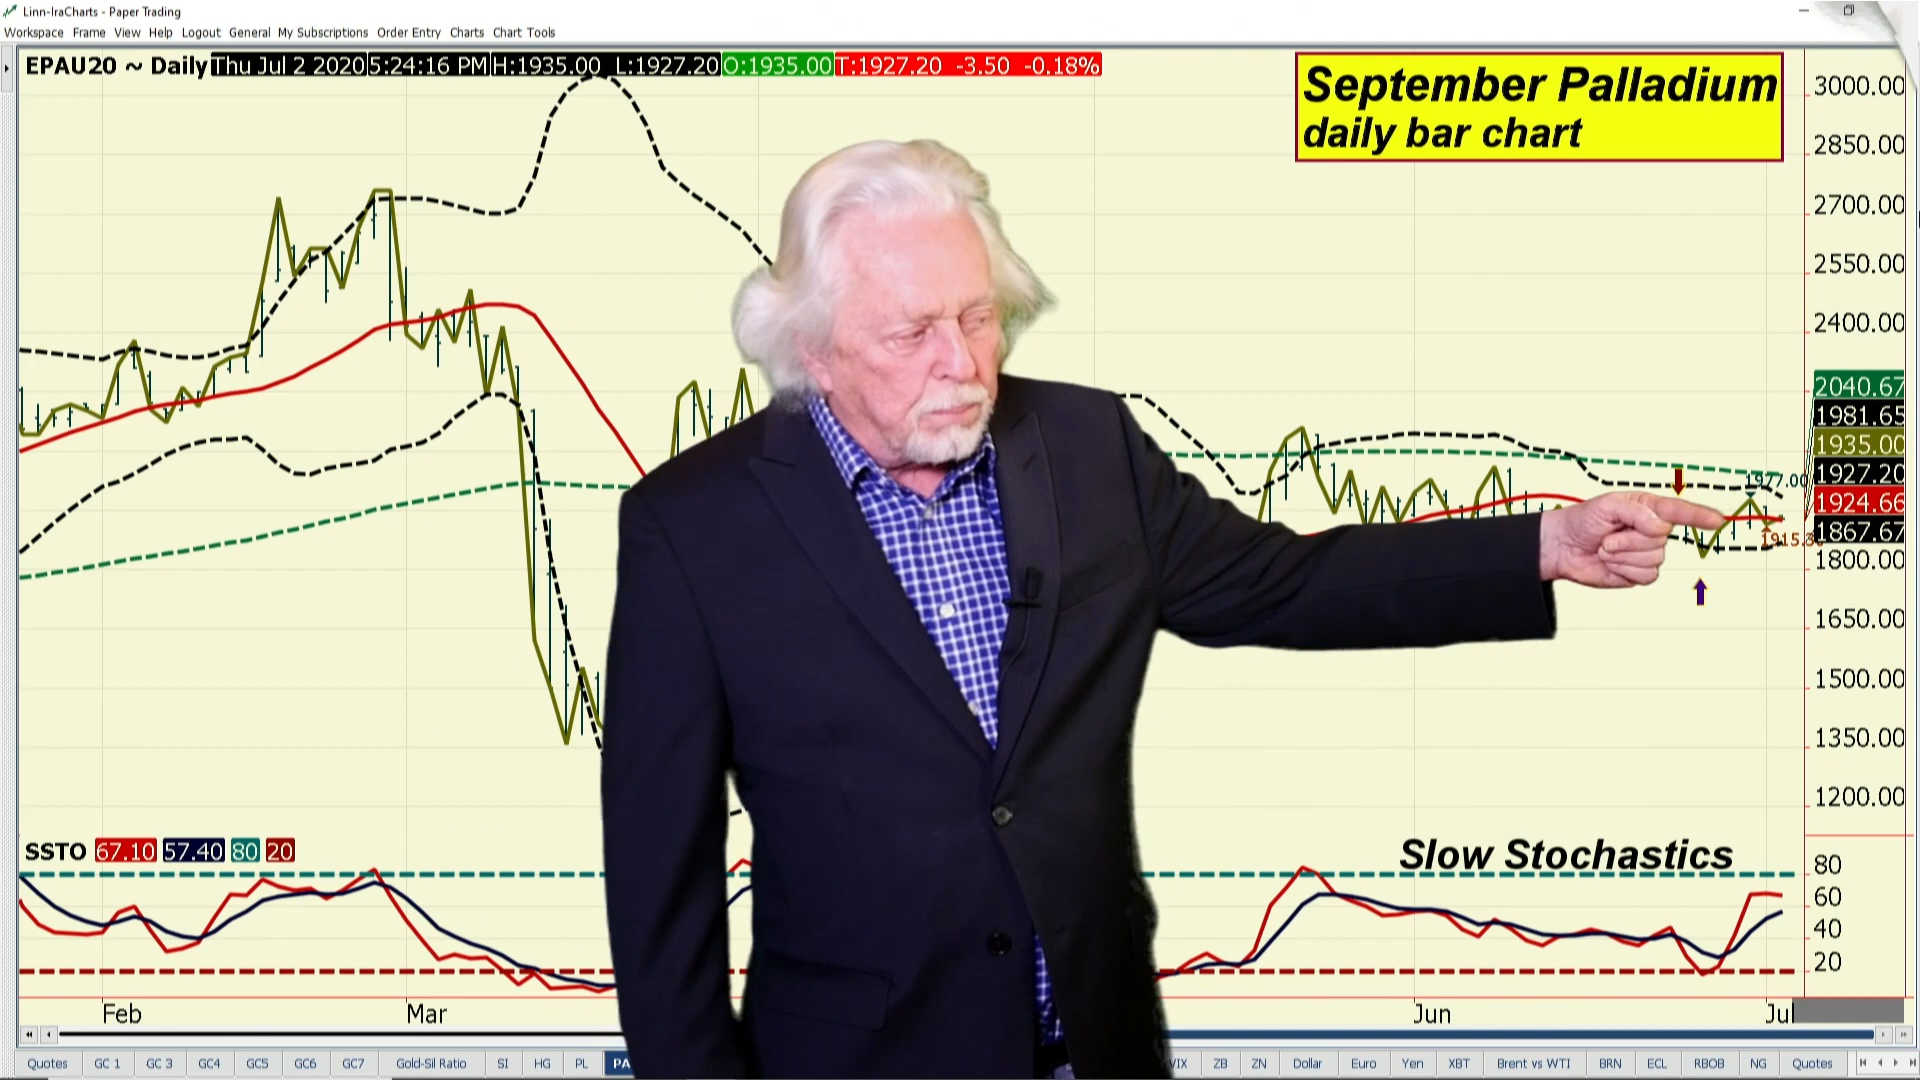 Linn-IraCharts - Paper Trading
Workspace Frame View Help Logout General My Subscriptions Order Entry Charts Chart Tools
EPAU20 ~ Daily Thu Jul 2 2020 5:24:16 PM H:1935.00 L:1927.20 O:1935.00 T:1927.20 -3.50 -0.18%
September Palladium
daily bar chart
3000.00
2850.00
2700.00
2550.00
2400.00
2040.67
1981.65
1935.00
1927.20
1977.00
1924.66
1867.67
1800.00
1650.00
1500.00
1350.00
1200.00
SSTO 67.10 57.40 80 20
Slow Stochastics
80
60
40
20
Feb Mar Jun Jul
Quotes GC 1 GC 3 GC4 GC5 GC6 GC7 Gold-Sil Ratio SI HG PL PA VIX ZB ZN Dollar Euro Yen XBT Brent vs WTI BRN ECL RBOB NG Quotes